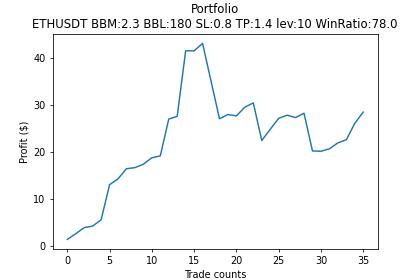 Portfolio
ETHUSDT BBM:2.3 BBL:180 SL:0.8 TP:1.4 lev:10 WinRatio:78.0
Profit ($)
40
30
20
10
0
0 5 10 15 20 25 30 35
Trade counts